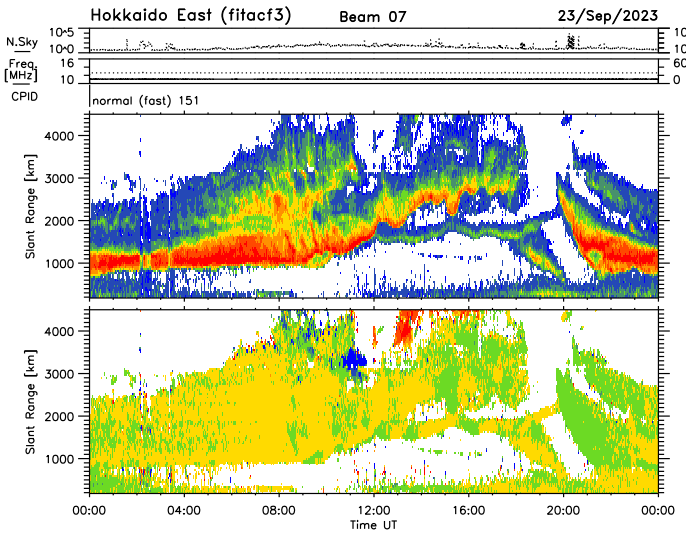 Hokkaido East (fitacf3) Beam 07 23/Sep/2023
N.Sky 10^5 10^0 10 10
Freq. [MHz] 16 10 60 0
CPID normal (fast) 151
Slant Range [km] 4000 3000 2000 1000
Slant Range [km] 4000 3000 2000 1000
00:00 04:00 08:00 12:00 16:00 20:00 00:00
Time UT